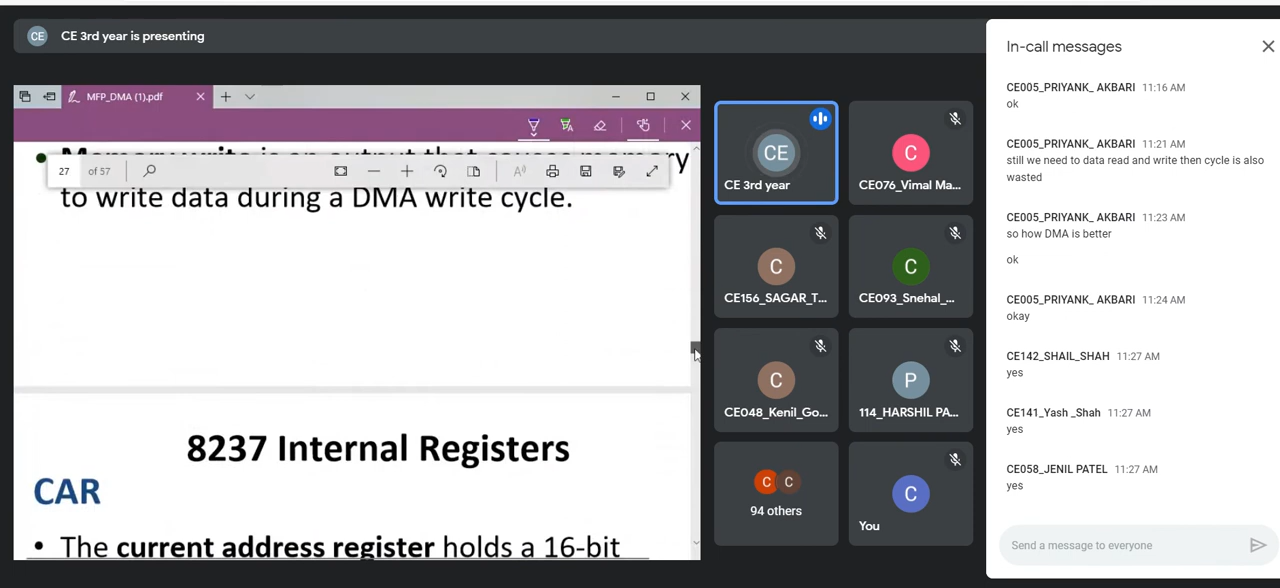 CE CE 3rd year is presenting
MFP_DMA (1).pdf
27 of 57
to write data during a DMA write cycle.
8237 Internal Registers
CAR
• The current address register holds a 16-bit
CE
CE 3rd year
C
CE076_Vimal Ma...
C
CE156_SAGAR_T...
C
CE093_Snehal_...
C
CE048_Kenil_Go...
P
114_HARSHIL PA...
C C
94 others
C
You
In-call messages
CE005_PRIYANK_ AKBARI 11:16 AM
ok
CE005_PRIYANK_ AKBARI 11:21 AM
still we need to data read and write then cycle is also
wasted
CE005_PRIYANK_ AKBARI 11:23 AM
so how DMA is better
ok
CE005_PRIYANK_ AKBARI 11:24 AM
okay
CE142_SHAIL_SHAH 11:27 AM
yes
CE141_Yash _Shah 11:27 AM
yes
CE058_JENIL PATEL 11:27 AM
yes
Send a message to everyone